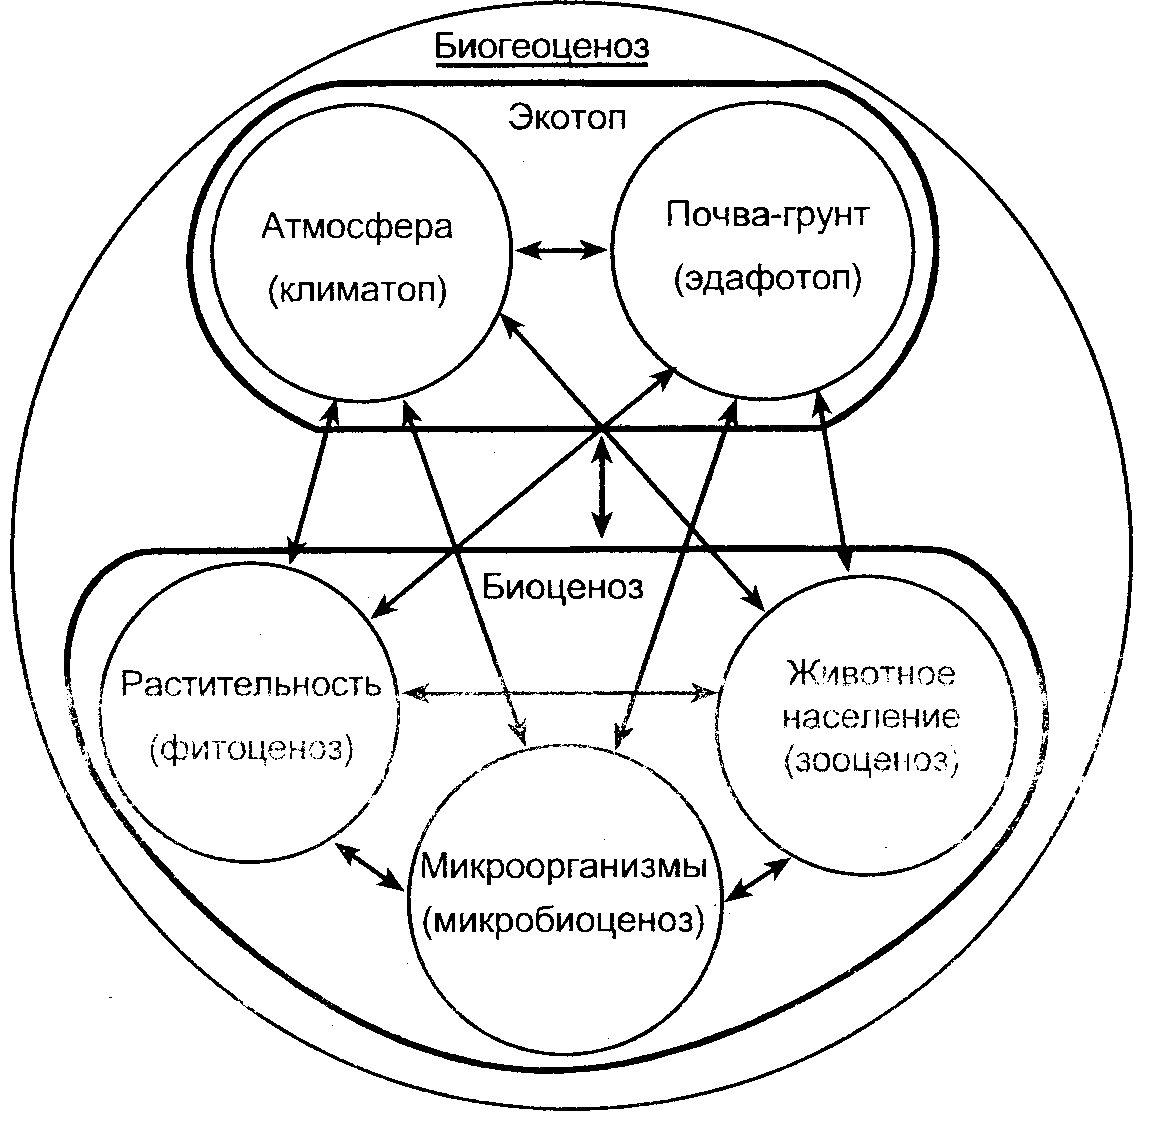 Биогеоценоз
Экотоп
Атмосфера
(климатоп)
Почва-грунт
(эдафотоп)
Биоценоз
Растительность
(фитоценоз)
Животное
население
(зооценоз)
Микроорганизмы
(микробиоценоз)